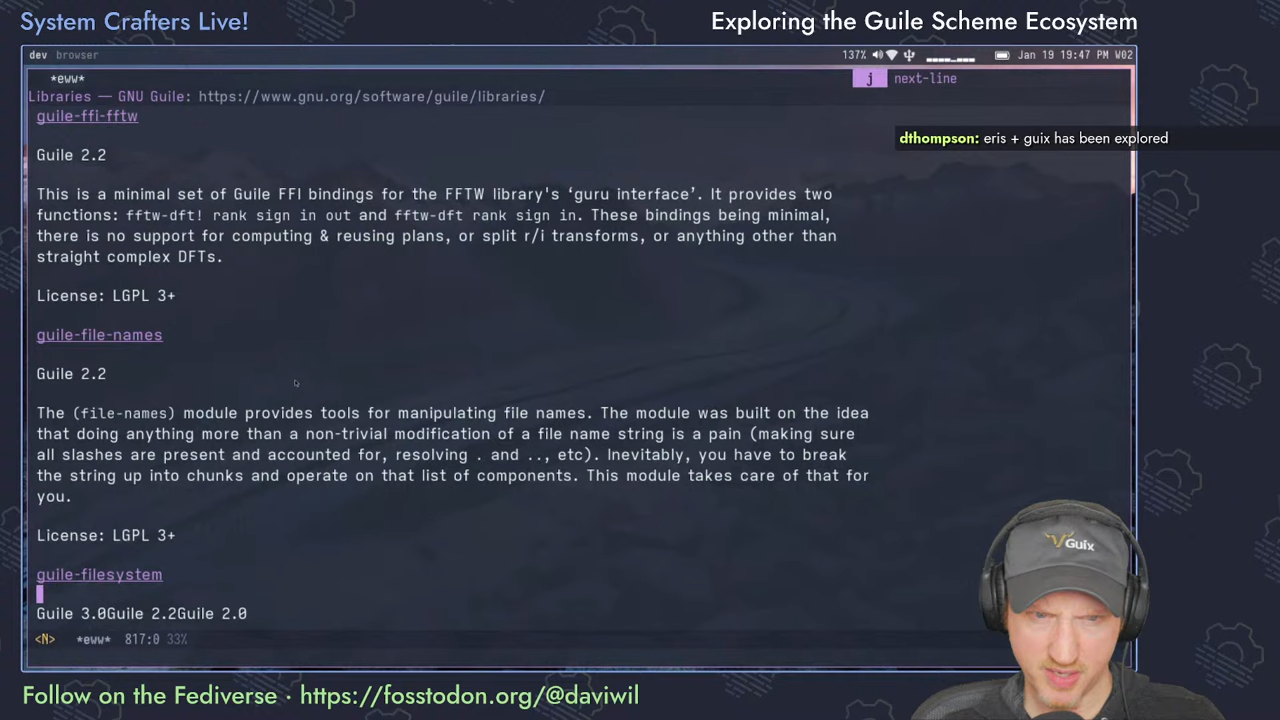 System Crafters Live!
Exploring the Guile Scheme Ecosystem
dev browser
137% Jan 19 19:47 PM W02
*eww*
j next-line
Libraries — GNU Guile: https://www.gnu.org/software/guile/libraries/
guile-ffi-fftw
dthompson: eris + guix has been explored
Guile 2.2
This is a minimal set of Guile FFI bindings for the FFTW library's ‘guru interface’. It provides two
functions: fftw-dft! rank sign in out and fftw-dft rank sign in. These bindings being minimal,
there is no support for computing & reusing plans, or split r/i transforms, or anything other than
straight complex DFTs.
License: LGPL 3+
guile-file-names
Guile 2.2
The (file-names) module provides tools for manipulating file names. The module was built on the idea
that doing anything more than a non-trivial modification of a file name string is a pain (making sure
all slashes are present and accounted for, resolving . and .., etc). Inevitably, you have to break
the string up into chunks and operate on that list of components. This module takes care of that for
you.
License: LGPL 3+
guile-filesystem
Guile 3.0Guile 2.2Guile 2.0
<N> *eww* 817:0 33%
Guix
Follow on the Fediverse · https://fosstodon.org/@daviwil